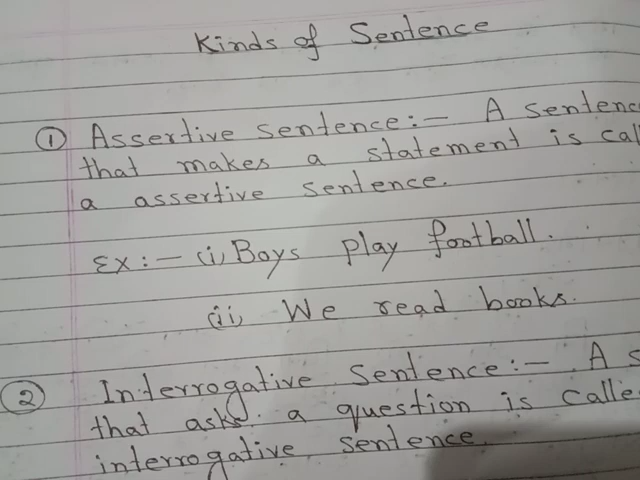 Kinds of Sentence
① Assertive sentence:- A sentenc
that makes a statement is cal
a assertive sentence.
Ex:- (i) Boys play football.
(ii) We read books.
② Interrogative Sentence:- A s
that asks a question is calle
interrogative sentence.